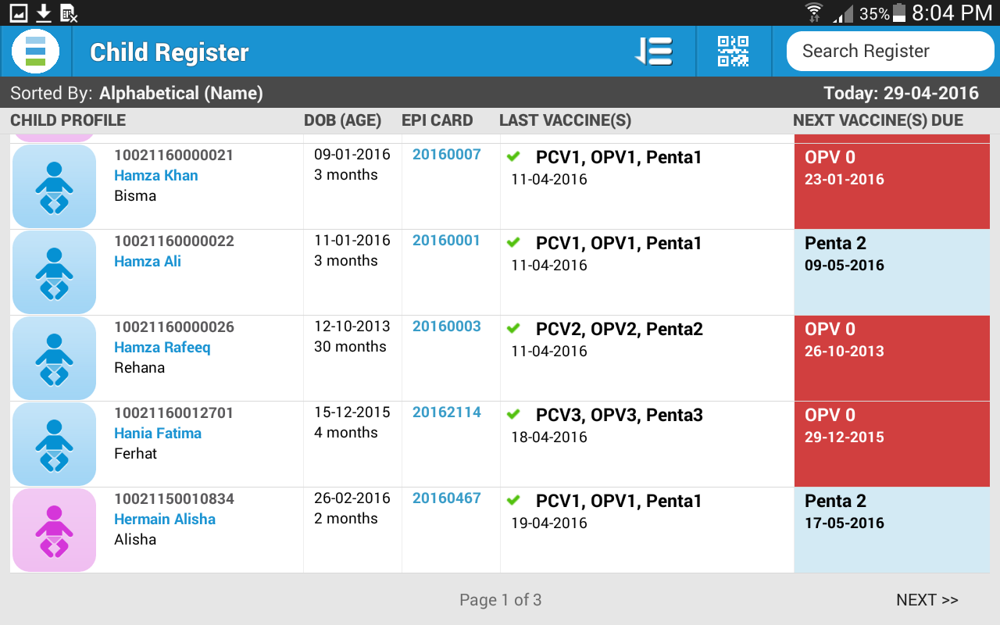 35% 8:04 PM
Child Register Search Register
Sorted By: Alphabetical (Name) Today: 29-04-2016
CHILD PROFILE DOB (AGE) EPI CARD LAST VACCINE(S) NEXT VACCINE(S) DUE
10021160000021 09-01-2016 20160007 PCV1, OPV1, Penta1 OPV 0
Hamza Khan 3 months 11-04-2016 23-01-2016
Bisma
10021160000022 11-01-2016 20160001 PCV1, OPV1, Penta1 Penta 2
Hamza Ali 3 months 11-04-2016 09-05-2016
10021160000026 12-10-2013 20160003 PCV2, OPV2, Penta2 OPV 0
Hamza Rafeeq 30 months 11-04-2016 26-10-2013
Rehana
10021160012701 15-12-2015 20162114 PCV3, OPV3, Penta3 OPV 0
Hania Fatima 4 months 18-04-2016 29-12-2015
Ferhat
10021150010834 26-02-2016 20160467 PCV1, OPV1, Penta1 Penta 2
Hermain Alisha 2 months 19-04-2016 17-05-2016
Alisha
Page 1 of 3 NEXT >>